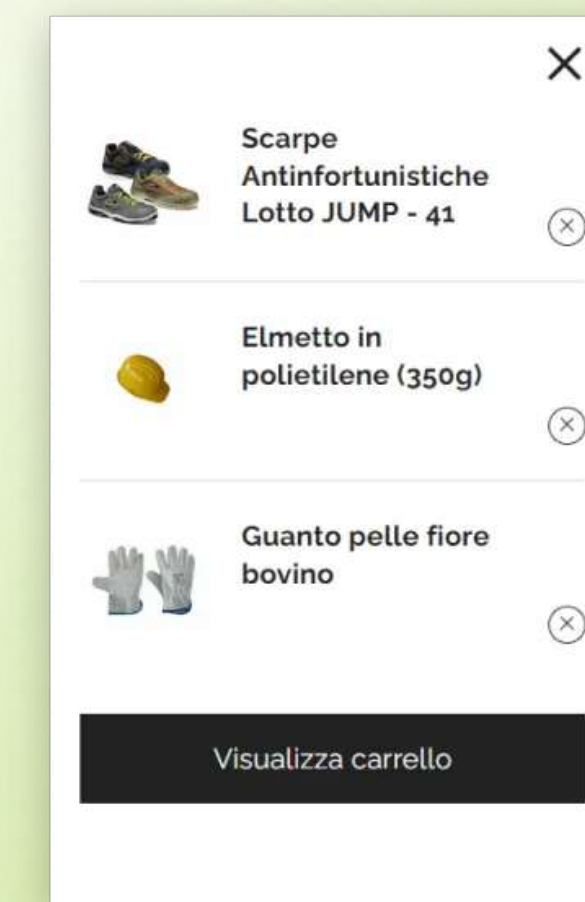 Scarpe
Antinfortunistiche
Lotto JUMP - 41
Elmetto in
polietilene (350g)
Guanto pelle fiore
bovino
Visualizza carrello